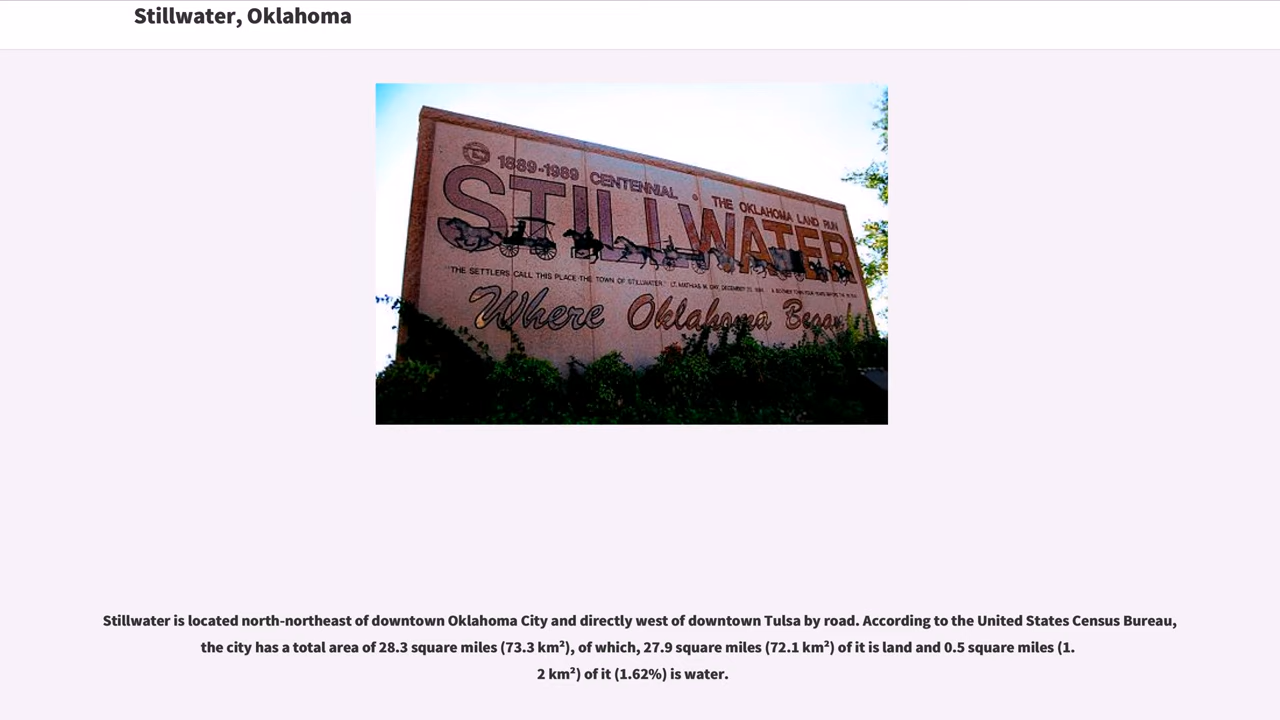 Stillwater, Oklahoma
1889-1989 CENTENNIAL • THE OKLAHOMA LAND RUN
STILLWATER
"THE SETTLERS CALL THIS PLACE THE TOWN OF STILLWATER." LT. MATHIAS W. DAY, DECEMBER
Where Oklahoma Began!
Stillwater is located north-northeast of downtown Oklahoma City and directly west of downtown Tulsa by road. According to the United States Census Bureau,
the city has a total area of 28.3 square miles (73.3 km²), of which, 27.9 square miles (72.1 km²) of it is land and 0.5 square miles (1.
2 km²) of it (1.62%) is water.